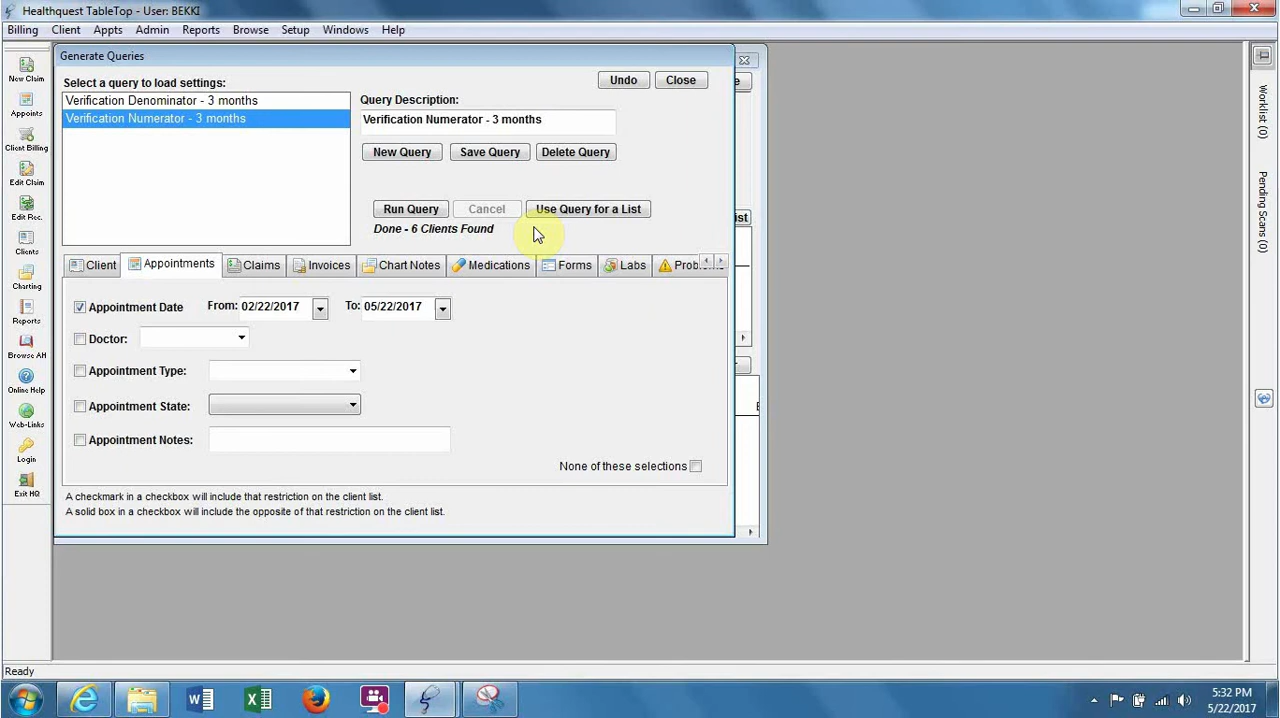 Healthquest TableTop - User: BEKKI
Billing Client Appts Admin Reports Browse Setup Windows Help
New Claim
Appoints
Client Billing
Edit Claim
Edit Rec.
Clients
Charting
Reports
Browse AH
Online Help
Web-Links
Login
Exit HQ
Generate Queries
Select a query to load settings:
Undo Close
Verification Denominator - 3 months
Verification Numerator - 3 months
Query Description:
Verification Numerator - 3 months
New Query Save Query Delete Query
Run Query Cancel Use Query for a List
Done - 6 Clients Found
Client Appointments Claims Invoices Chart Notes Medications Forms Labs
Appointment Date From: 02/22/2017 To: 05/22/2017
Doctor:
Appointment Type:
Appointment State:
Appointment Notes:
None of these selections
A checkmark in a checkbox will include that restriction on the client list.
A solid box in a checkbox will include the opposite of that restriction on the client list.
Worklist (0)
Pending Scans (0)
Ready
5:32 PM
5/22/2017